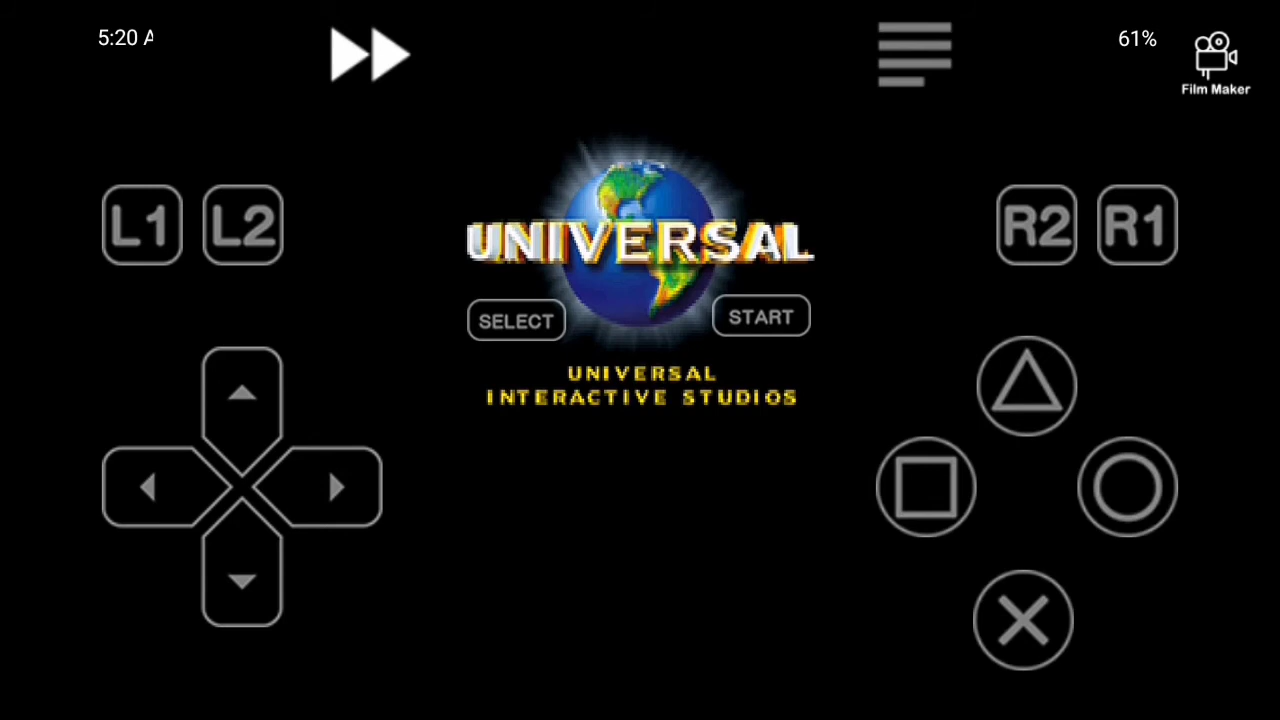 5:20 A
61%
Film Maker
L1
L2
R2
R1
UNIVERSAL
SELECT
START
UNIVERSAL
INTERACTIVE STUDIOS